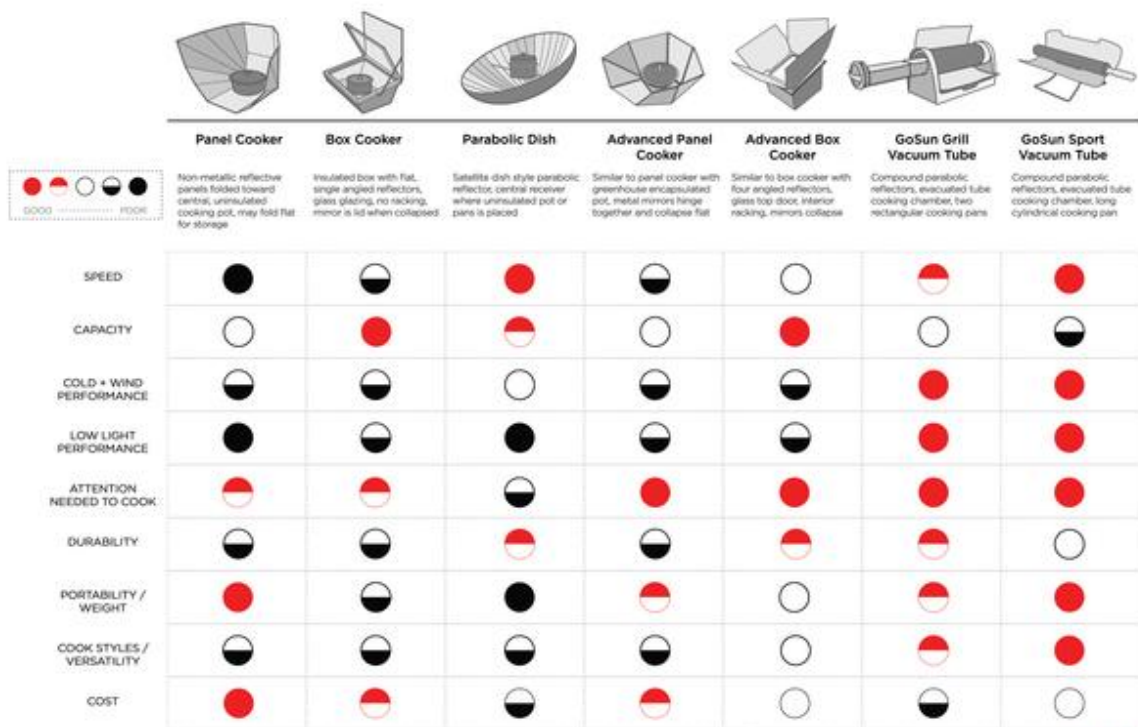 Panel Cooker
Box Cooker
Parabolic Dish
Advanced Panel
Cooker
Advanced Box
Cooker
GoSun Grill
Vacuum Tube
GoSun Sport
Vacuum Tube
GOOD
POOR
Non-metallic reflective
panels folded toward
central, uninsulated
cooking pot, may fold flat
for storage
Insulated box with flat,
single angled reflectors,
glass glazing, no racking,
mirror is lid when collapsed
Satellite dish style parabolic
reflector, central receiver
where uninsulated pot or
pans is placed
Similar to panel cooker with
greenhouse encapsulated
pot, metal mirrors hinge
together and collapse flat
Similar to box cooker with
four angled reflectors,
glass top door, interior
racking, mirrors collapse
Compound parabolic
reflectors, evacuated tube
cooking chamber, two
rectangular cooking pans
Compound parabolic
reflectors, evacuated tube
cooking chamber, long
cylindrical cooking pan
SPEED
CAPACITY
COLD + WIND
PERFORMANCE
LOW LIGHT
PERFORMANCE
ATTENTION
NEEDED TO COOK
DURABILITY
PORTABILITY /
WEIGHT
COOK STYLES /
VERSATILITY
COST